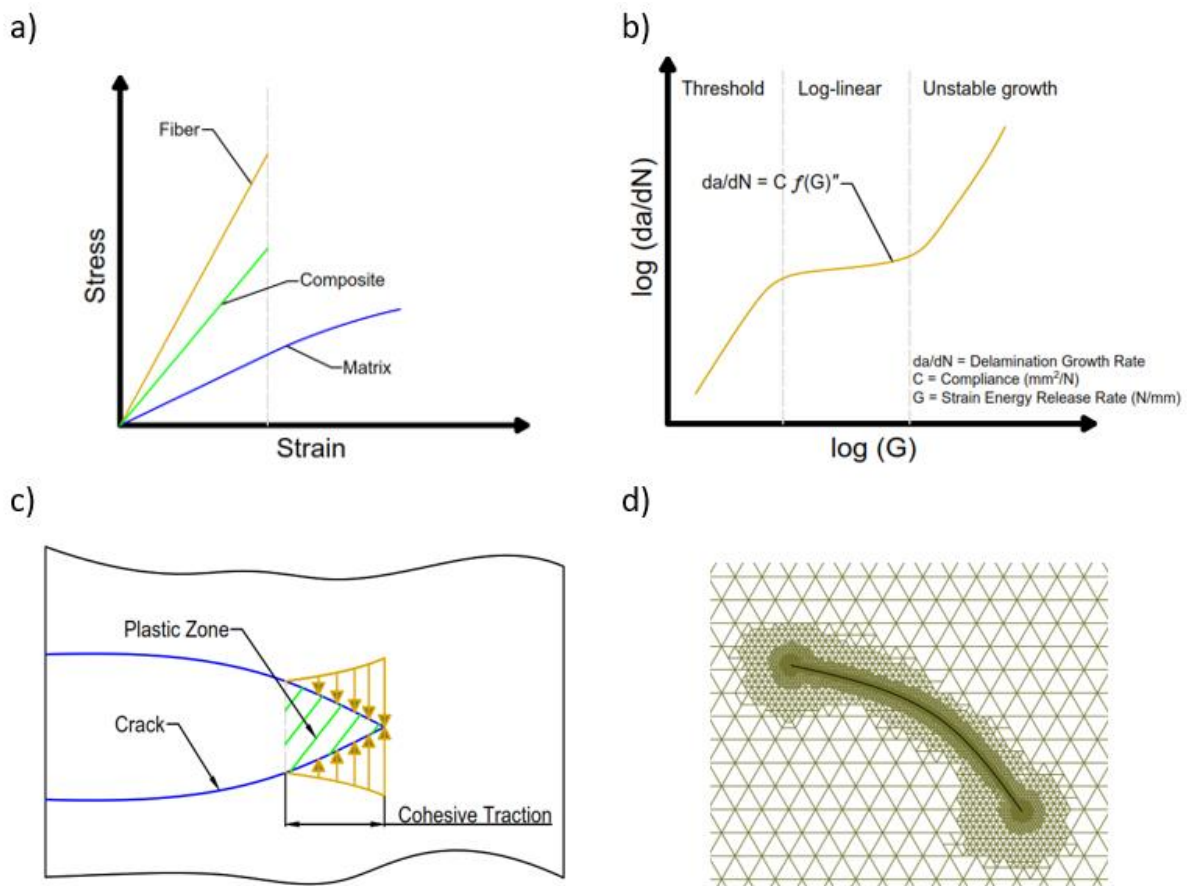 a)
Stress
Fiber
Composite
Matrix
Strain
b)
log (da/dN)
Threshold
Log-linear
Unstable growth
da/dN = C f(G)"
da/dN = Delamination Growth Rate
C = Compliance (mm²/N)
G = Strain Energy Release Rate (N/mm)
log (G)
c)
Plastic Zone
Crack
Cohesive Traction
d)